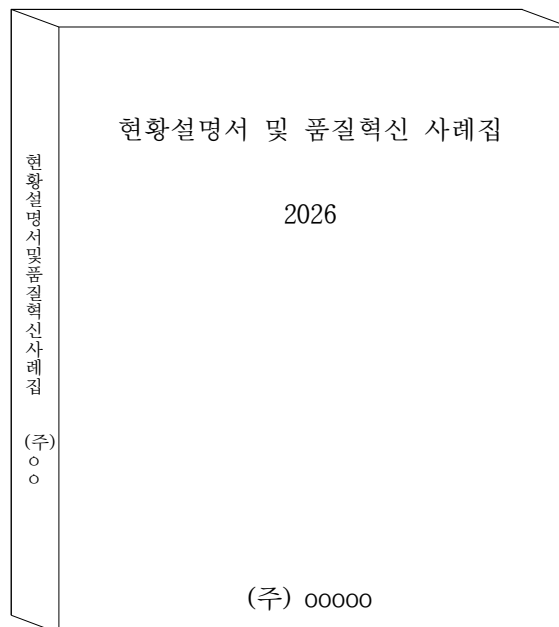 현황설명서 및 품질혁신 사례집
2026
(주) ooooo
현황설명서및품질혁신사례집
(주)
ㅇ
ㅇ